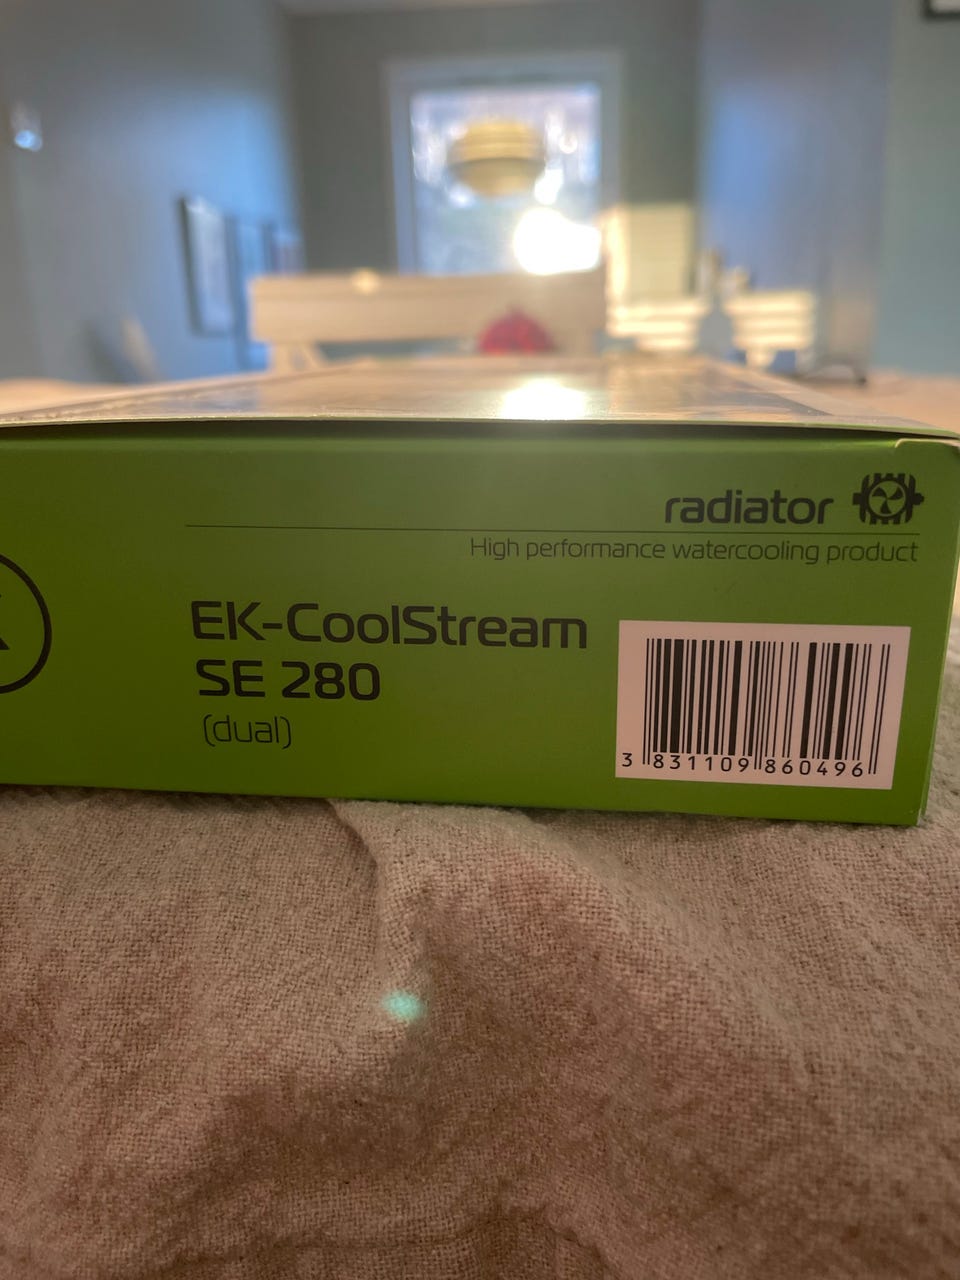 radiator
High performance watercooling product
EK-CoolStream
SE 280
(dual)
3 831109 860496